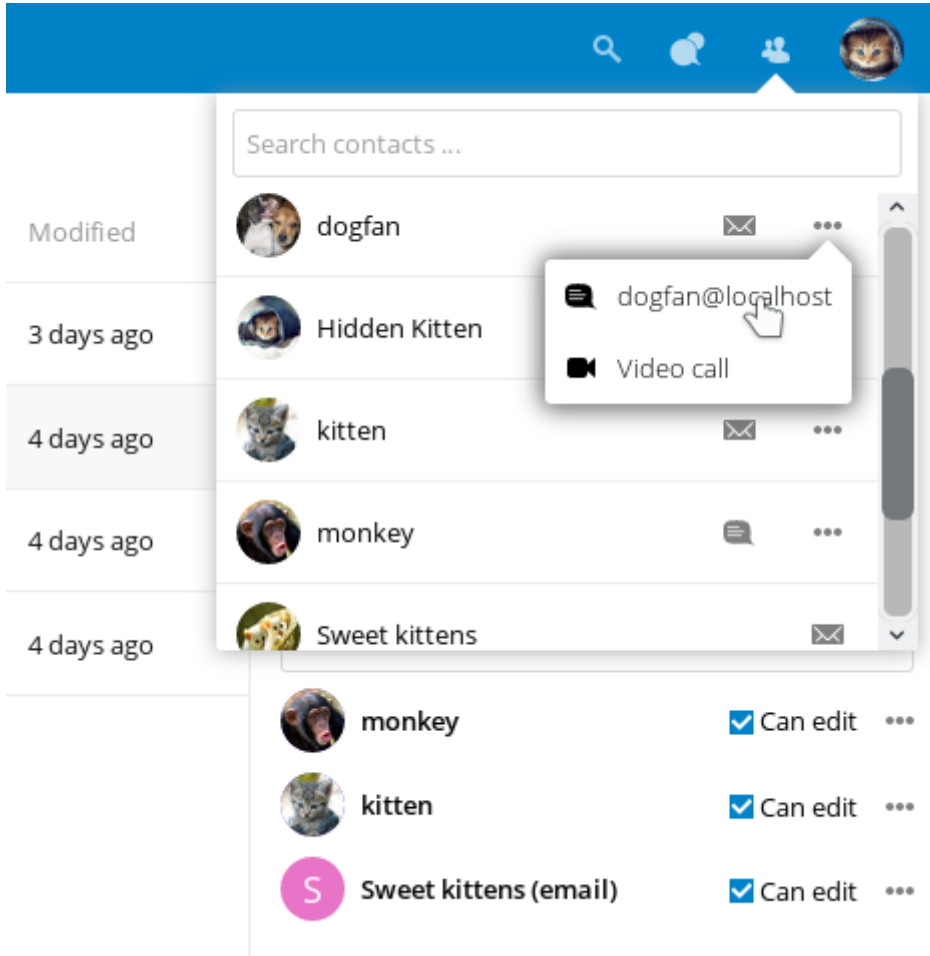 Search contacts ...
Modified
dogfan
dogfan@localhost
3 days ago
Hidden Kitten
Video call
4 days ago
kitten
4 days ago
monkey
4 days ago
Sweet kittens
monkey
Can edit
kitten
Can edit
S
Sweet kittens (email)
Can edit